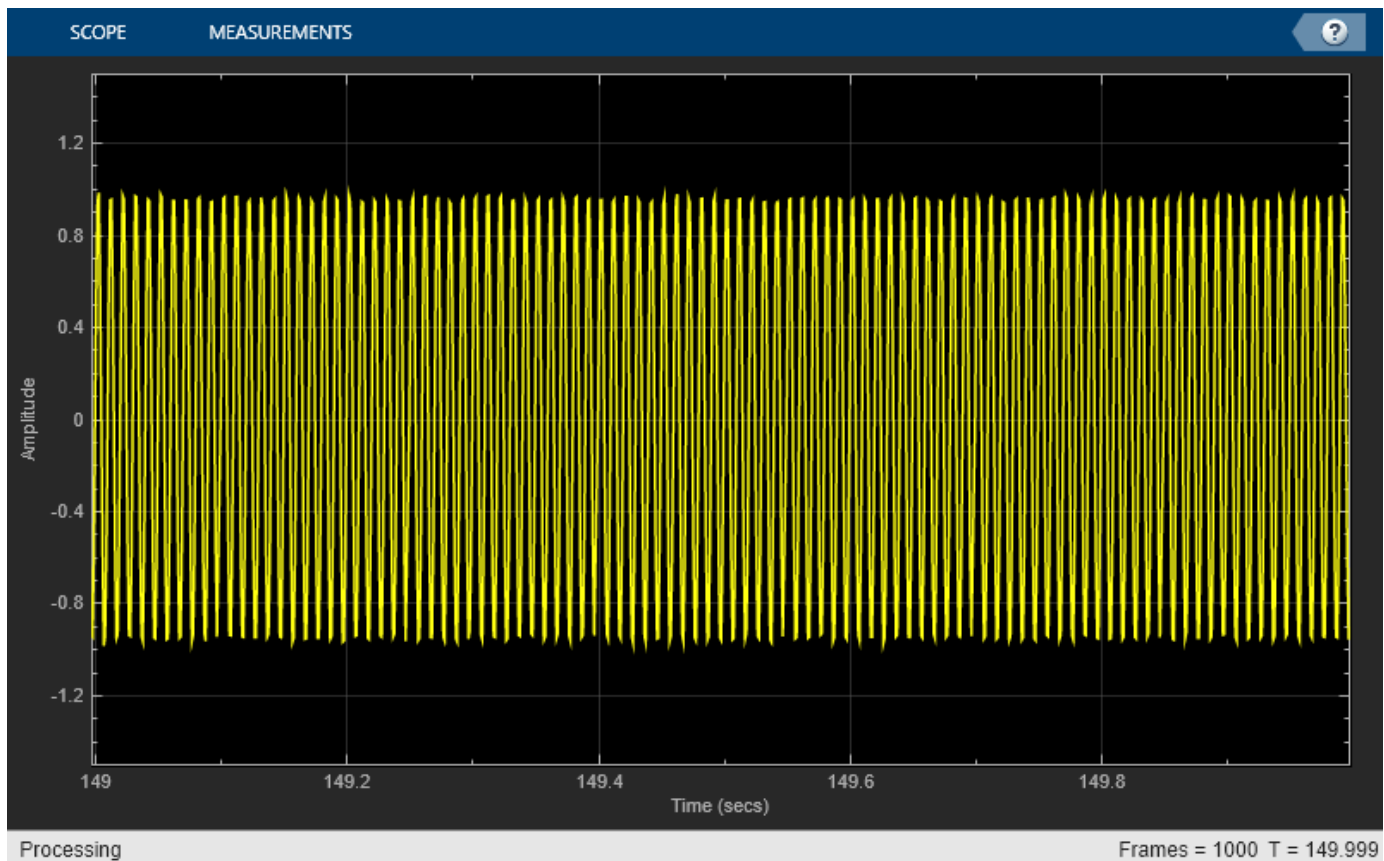 SCOPE MEASUREMENTS ?
1.2
0.8
0.4
0
-0.4
-0.8
-1.2
Amplitude
149 149.2 149.4 149.6 149.8
Time (secs)
Processing Frames = 1000 T = 149.999